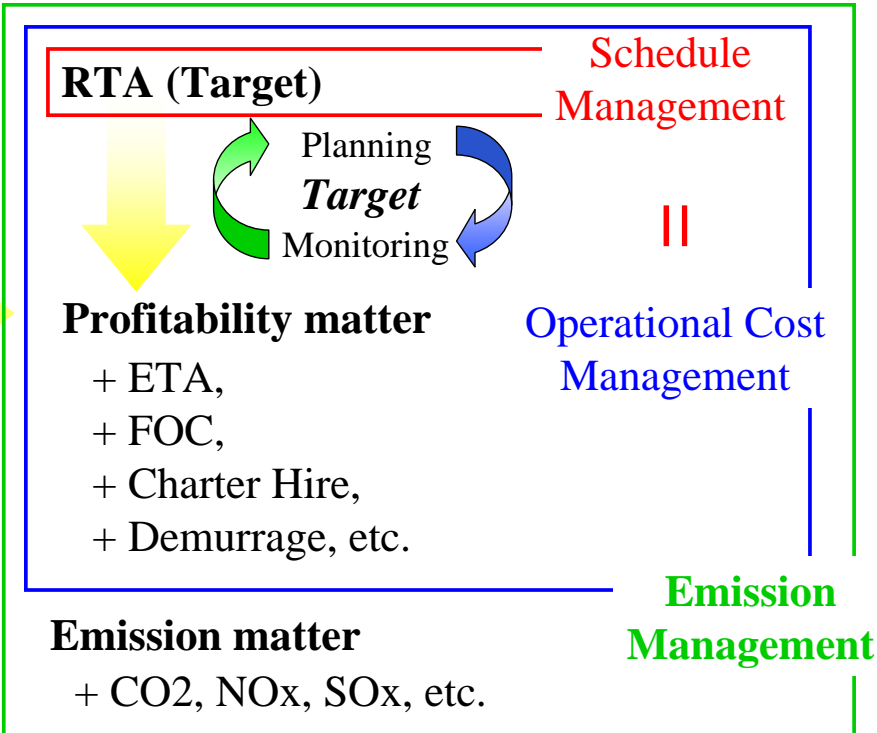 RTA (Target)
Schedule
Management
Planning
Target
Monitoring
=
Profitability matter
Operational Cost
Management
+ ETA,
+ FOC,
+ Charter Hire,
+ Demurrage, etc.
Emission
Management
Emission matter
+ CO2, NOx, SOx, etc.